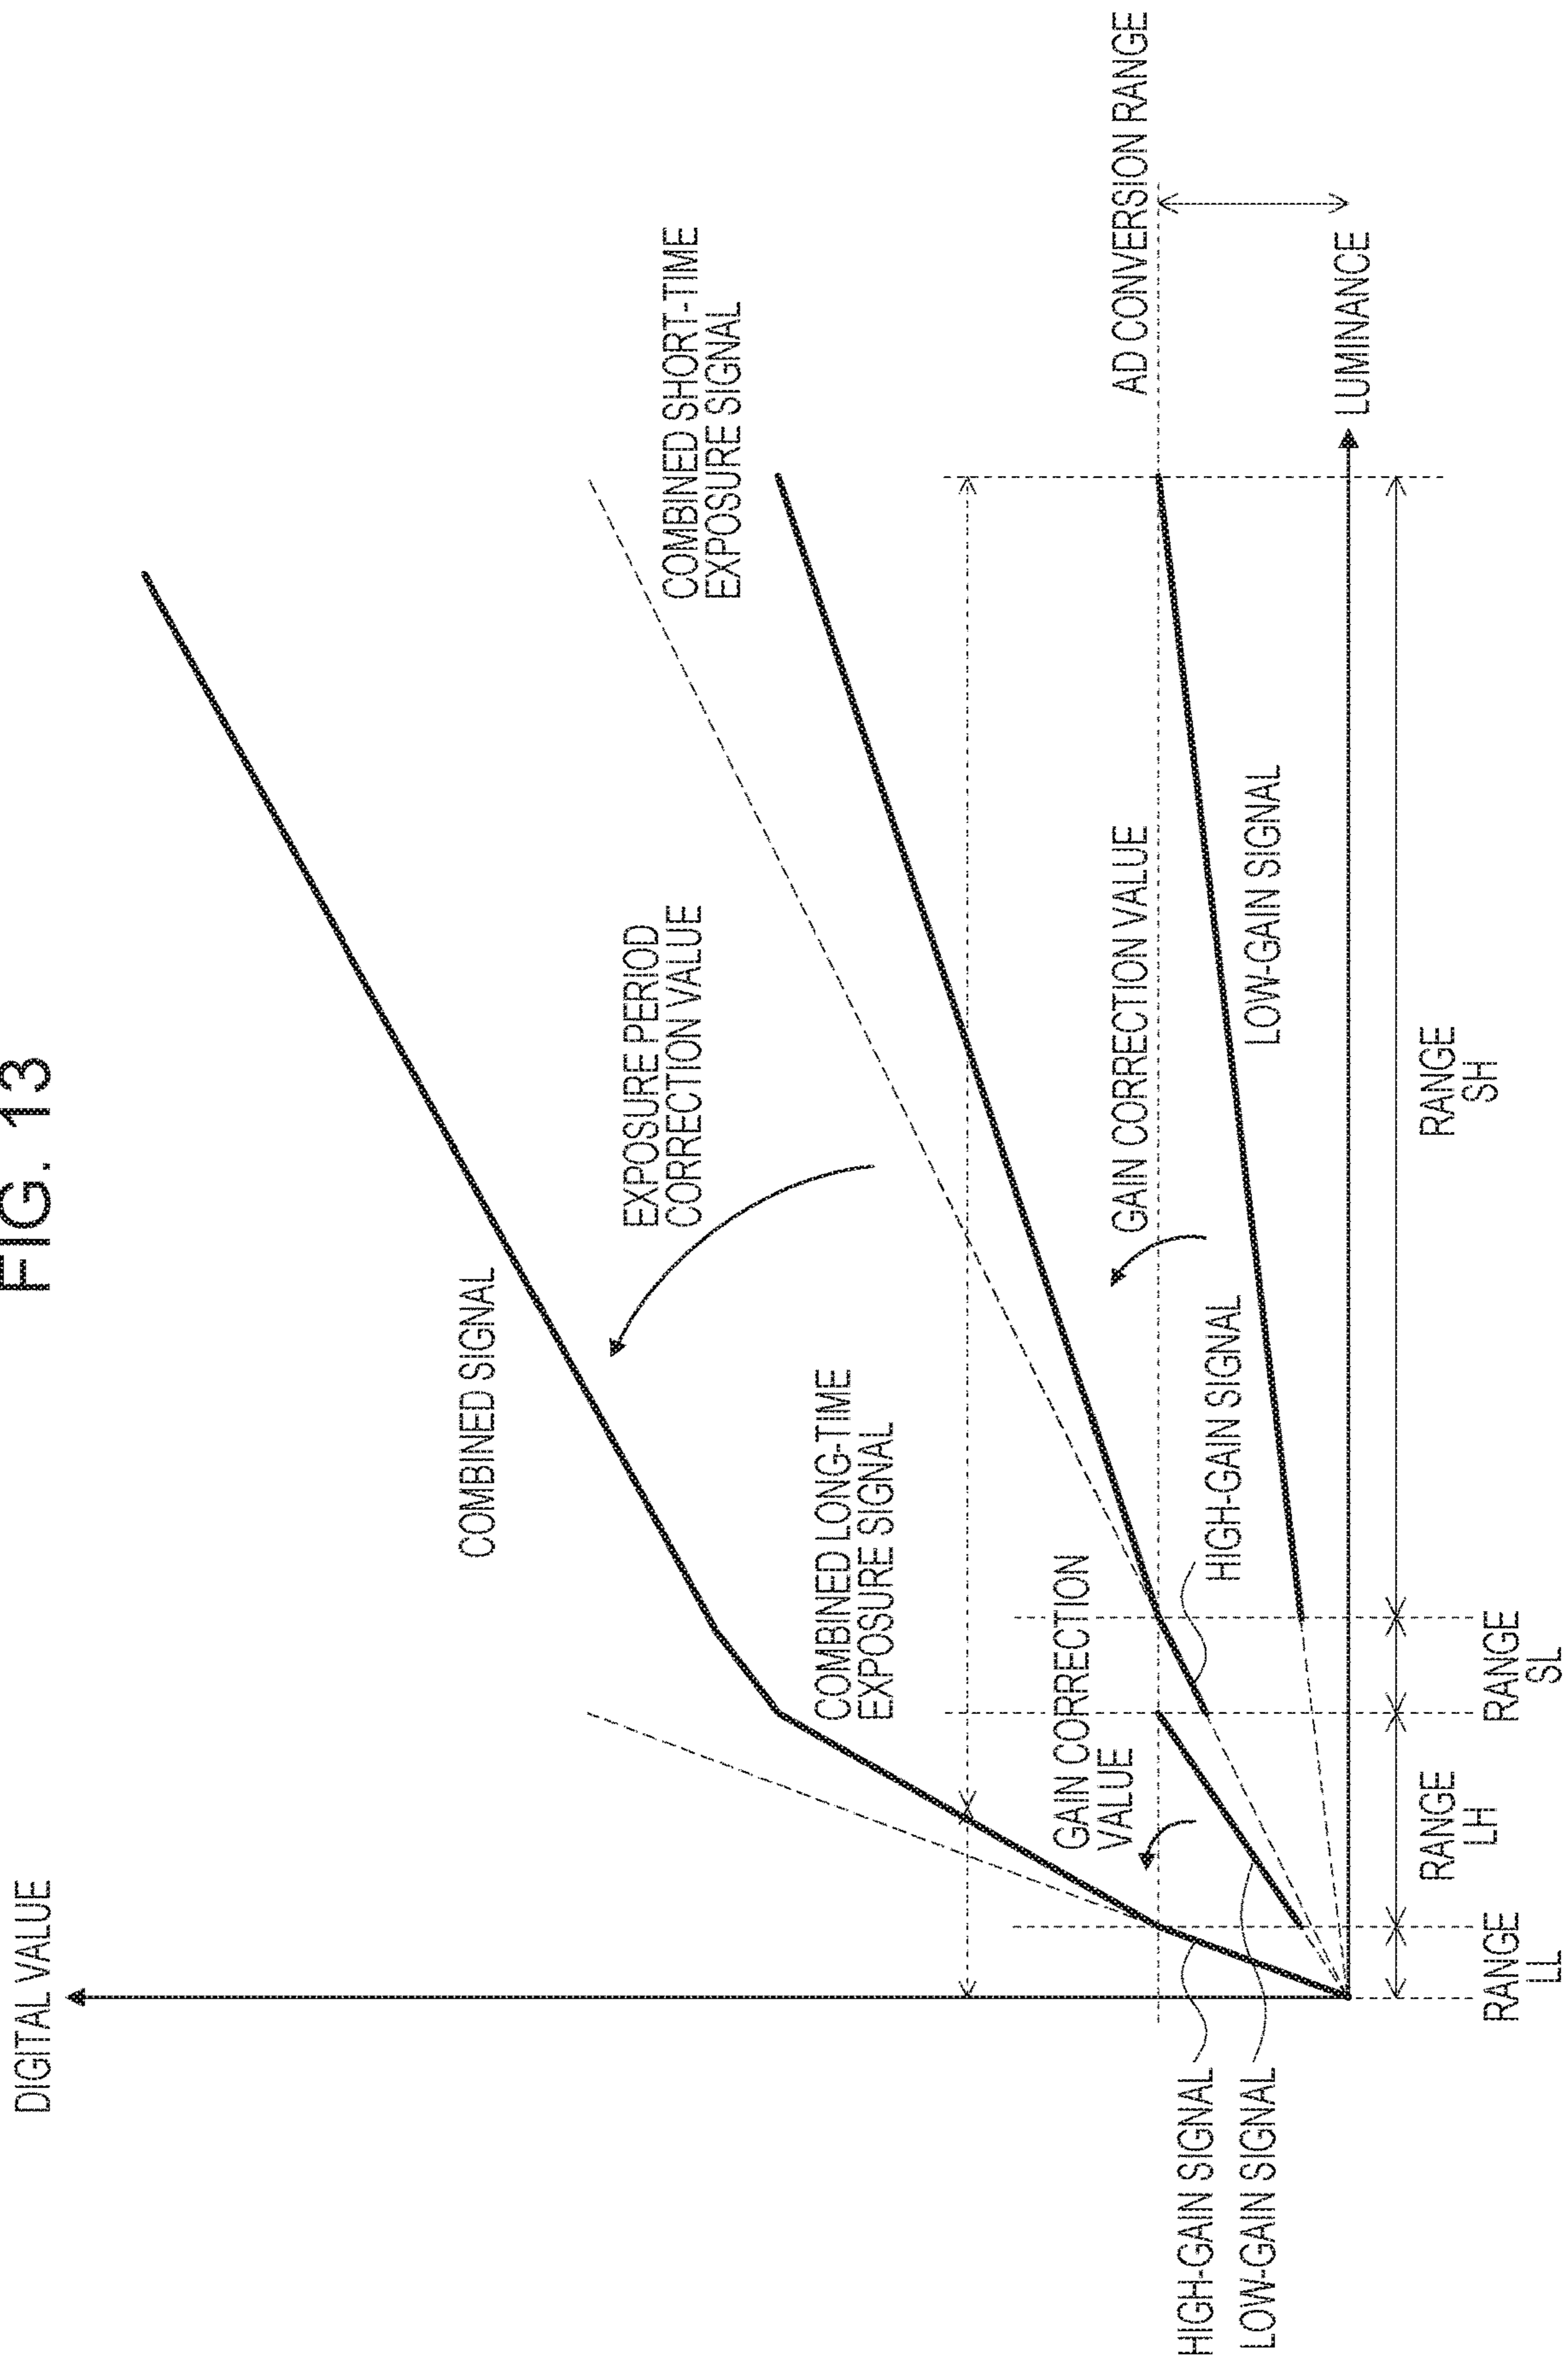 FIG. 13
DIGITAL VALUE
COMBINED SIGNAL
EXPOSURE PERIOD
CORRECTION VALUE
COMBINED SHORT-TIME
EXPOSURE SIGNAL
COMBINED LONG-TIME
EXPOSURE SIGNAL
GAIN CORRECTION
VALUE
GAIN CORRECTION VALUE
AD CONVERSION RANGE
HIGH-GAIN SIGNAL
LOW-GAIN SIGNAL
HIGH-GAIN SIGNAL
LOW-GAIN SIGNAL
LUMINANCE
RANGE
LL
RANGE
LH
RANGE
SL
RANGE
SH